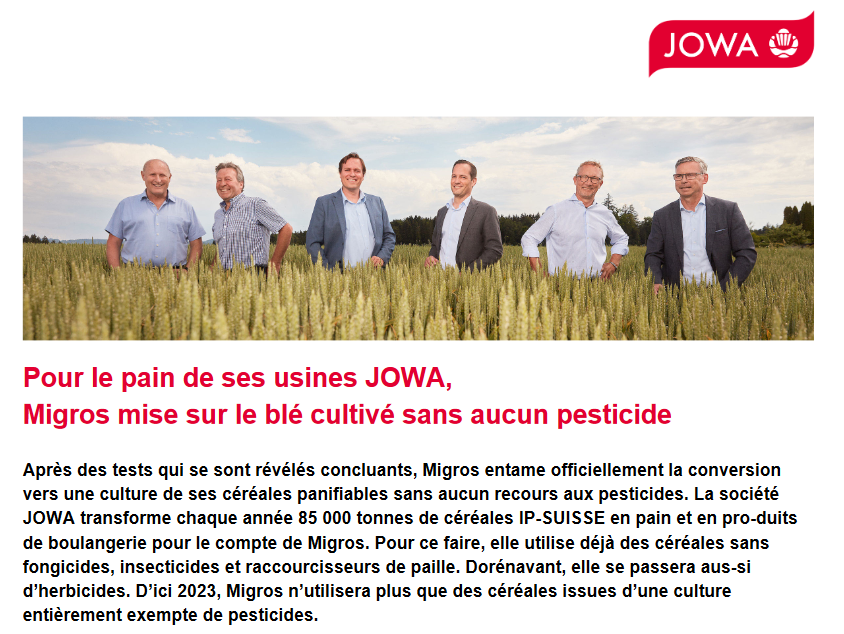 JOWA
Pour le pain de ses usines JOWA,
Migros mise sur le blé cultivé sans aucun pesticide
Après des tests qui se sont révélés concluants, Migros entame officiellement la conversion
vers une culture de ses céréales panifiables sans aucun recours aux pesticides. La société
JOWA transforme chaque année 85 000 tonnes de céréales IP-SUISSE en pain et en pro-duits
de boulangerie pour le compte de Migros. Pour ce faire, elle utilise déjà des céréales sans
fongicides, insecticides et raccourcisseurs de paille. Dorénavant, elle se passera aus-si
d’herbicides. D’ici 2023, Migros n’utilisera plus que des céréales issues d’une culture
entièrement exempte de pesticides.